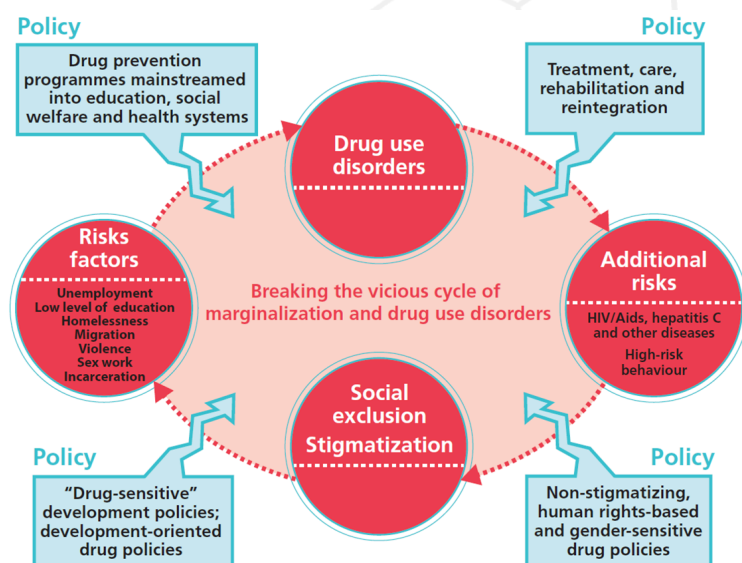 Policy
Drug prevention
programmes mainstreamed
into education, social
welfare and health systems
Policy
Treatment, care,
rehabilitation and
reintegration
Drug use
disorders
Risks
factors
Unemployment
Low level of education
Homelessness
Migration
Violence
Sex work
Incarceration
Breaking the vicious cycle of
marginalization and drug use disorders
Additional
risks
HIV/Aids, hepatitis C
and other diseases
High-risk
behaviour
Social
exclusion
Stigmatization
Policy
“Drug-sensitive”
development policies;
development-oriented
drug policies
Policy
Non-stigmatizing,
human rights-based
and gender-sensitive
drug policies